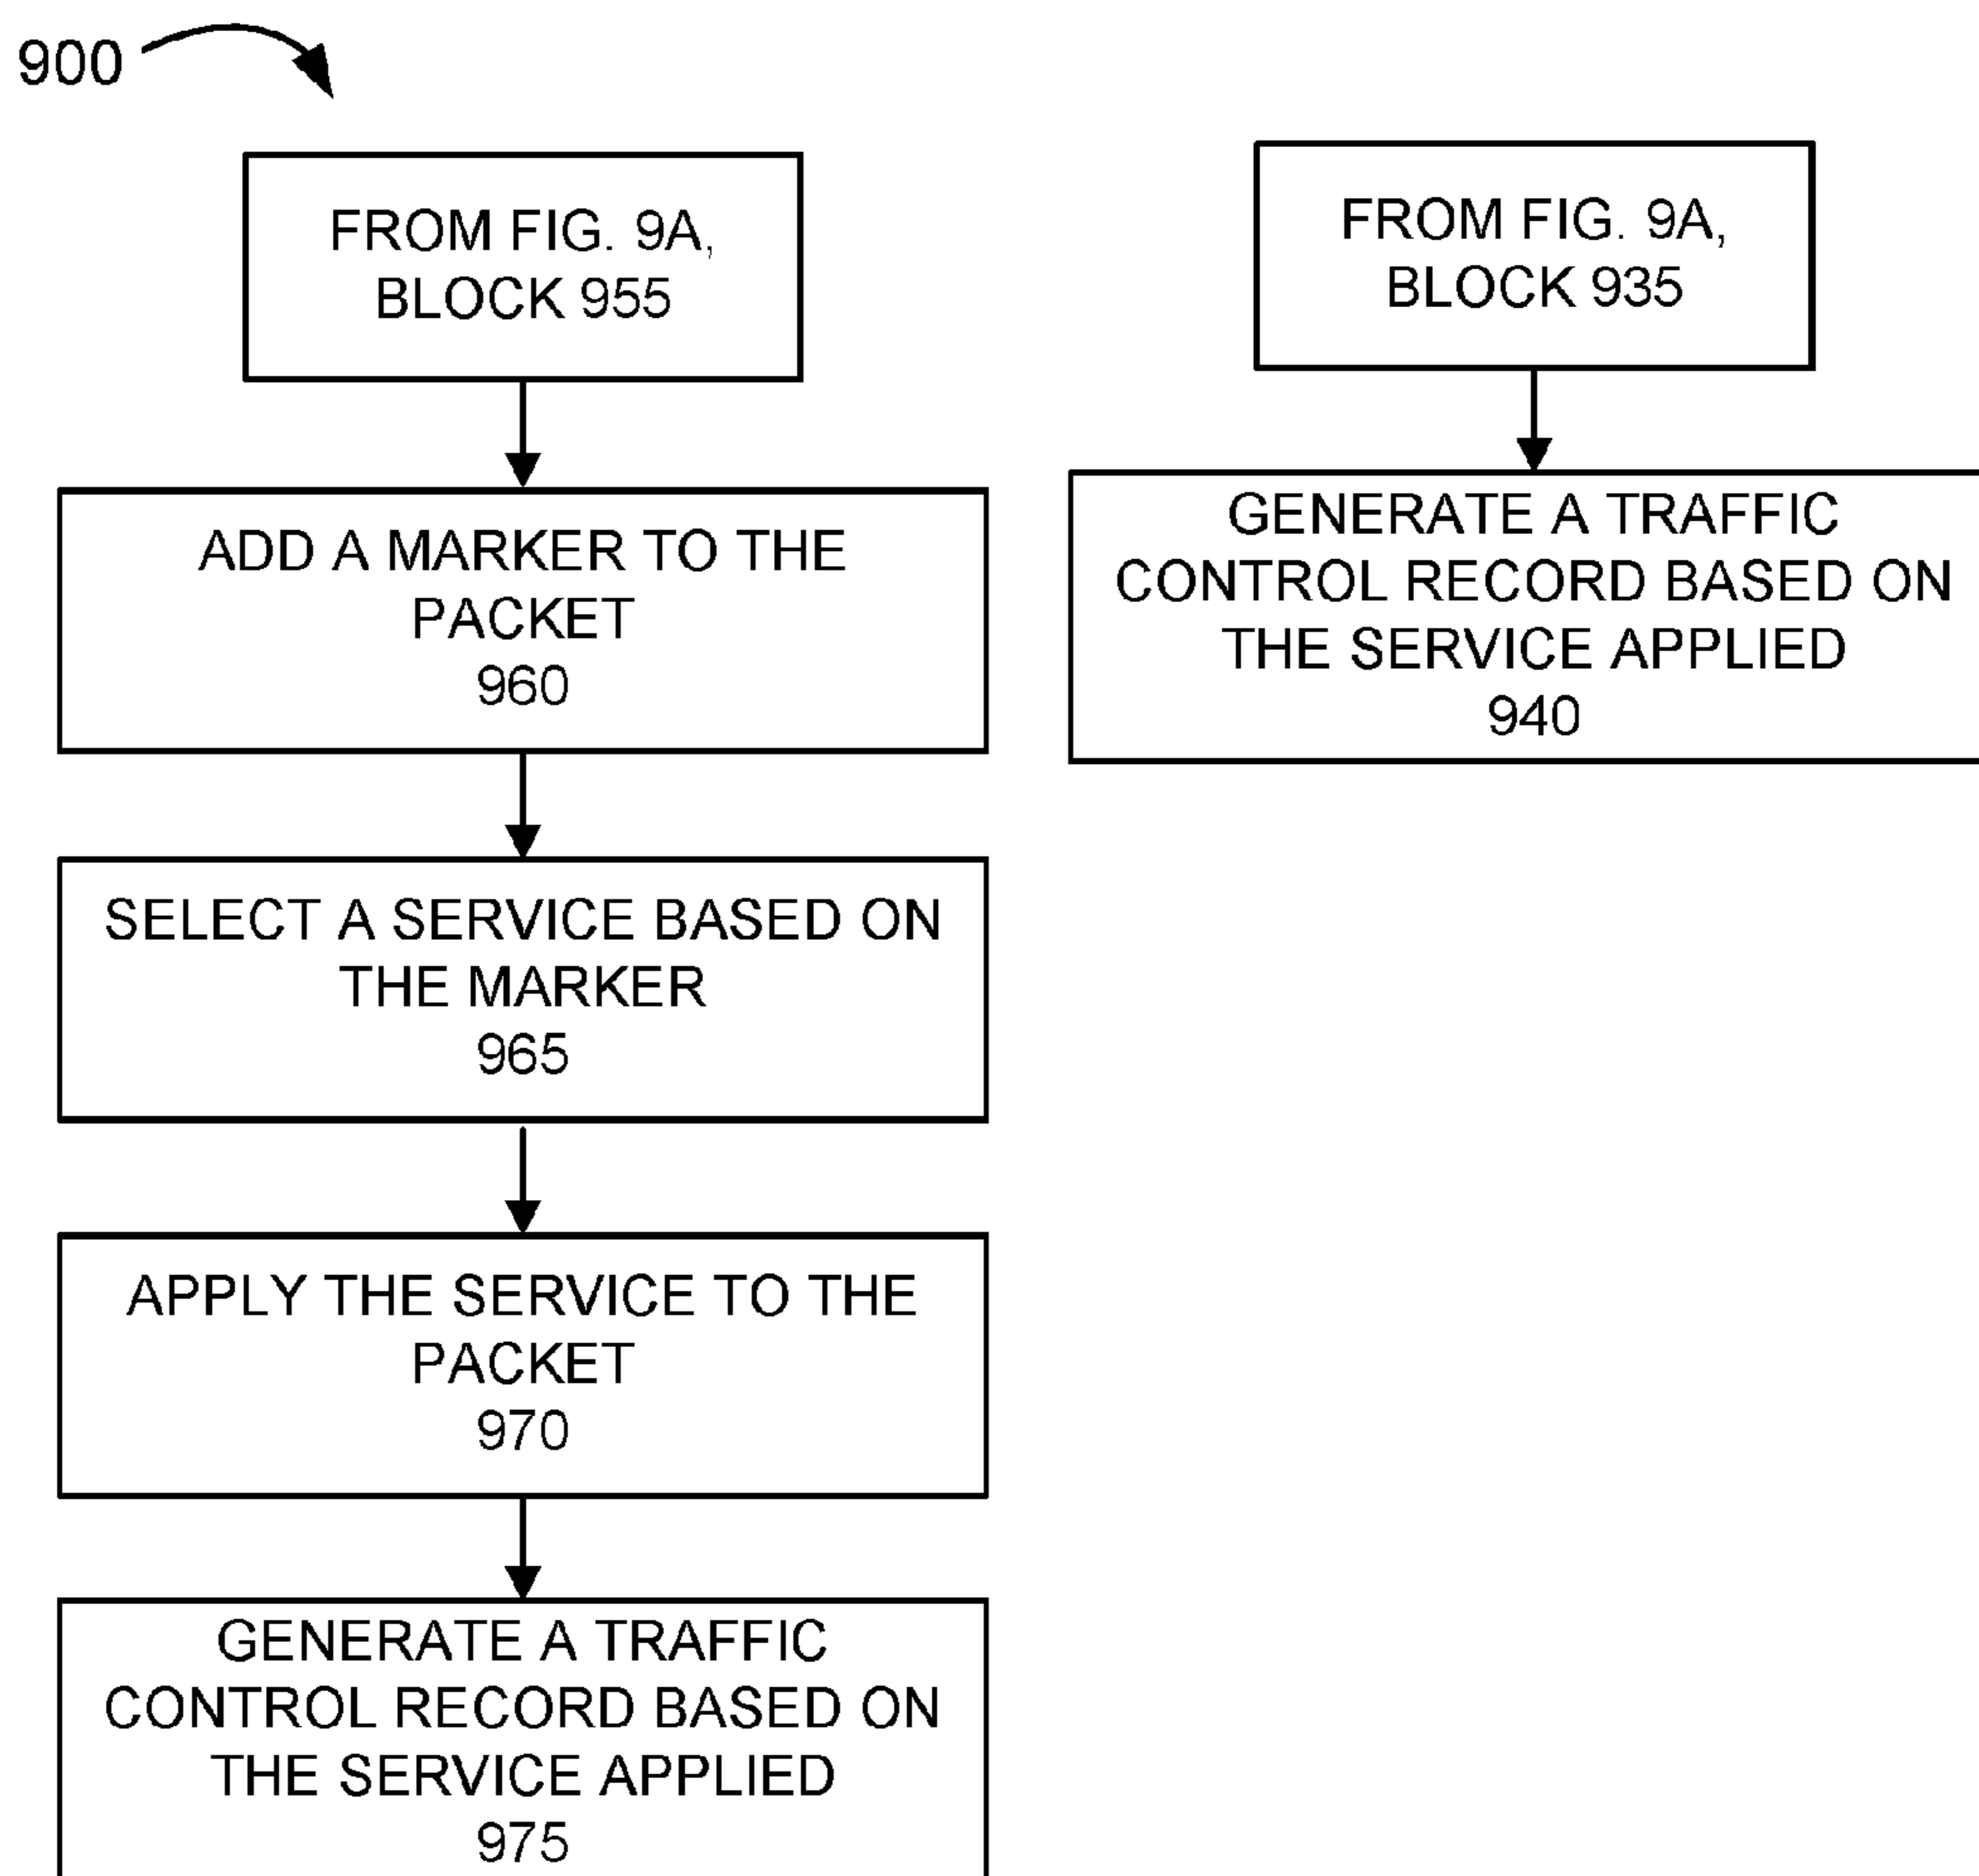 900
FROM FIG. 9A,
BLOCK 955
ADD A MARKER TO THE
PACKET
960
SELECT A SERVICE BASED ON
THE MARKER
965
APPLY THE SERVICE TO THE
PACKET
970
GENERATE A TRAFFIC
CONTROL RECORD BASED ON
THE SERVICE APPLIED
975
FROM FIG. 9A,
BLOCK 935
GENERATE A TRAFFIC
CONTROL RECORD BASED ON
THE SERVICE APPLIED
940